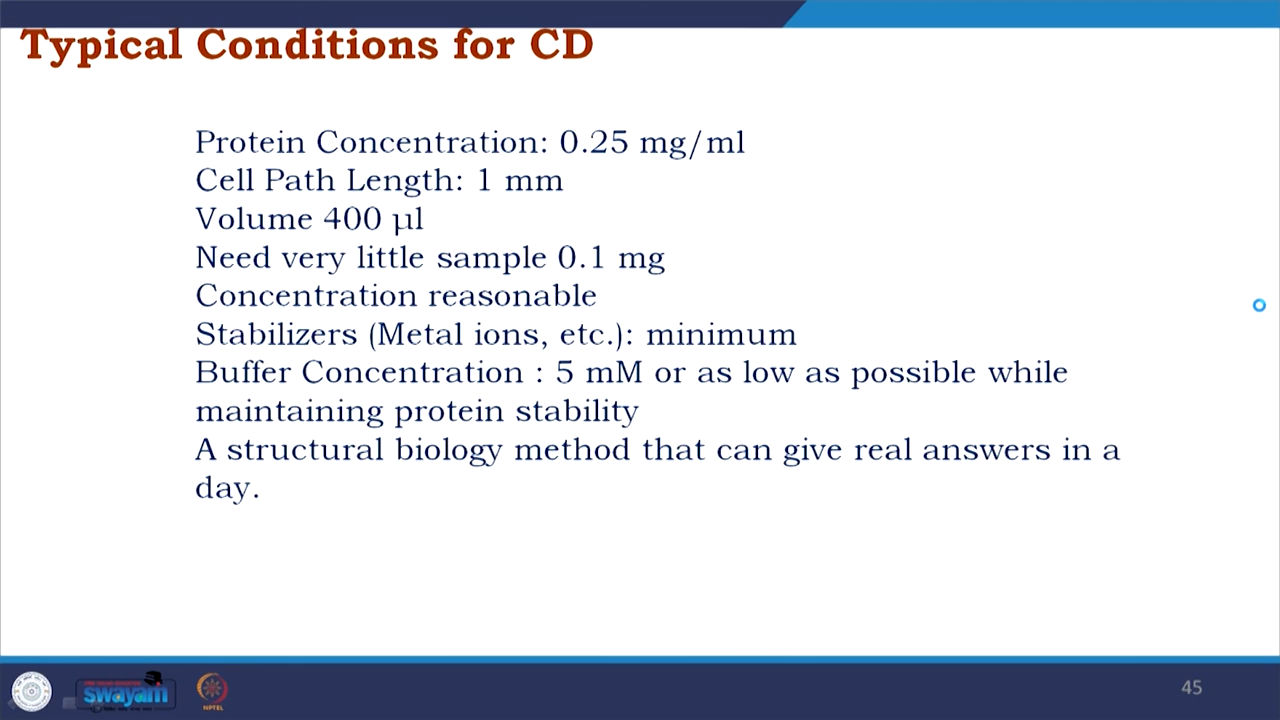 Typical Conditions for CD
Protein Concentration: 0.25 mg/ml
Cell Path Length: 1 mm
Volume 400 µl
Need very little sample 0.1 mg
Concentration reasonable
Stabilizers (Metal ions, etc.): minimum
Buffer Concentration : 5 mM or as low as possible while
maintaining protein stability
A structural biology method that can give real answers in a
day.
swayam
NPTEL
45